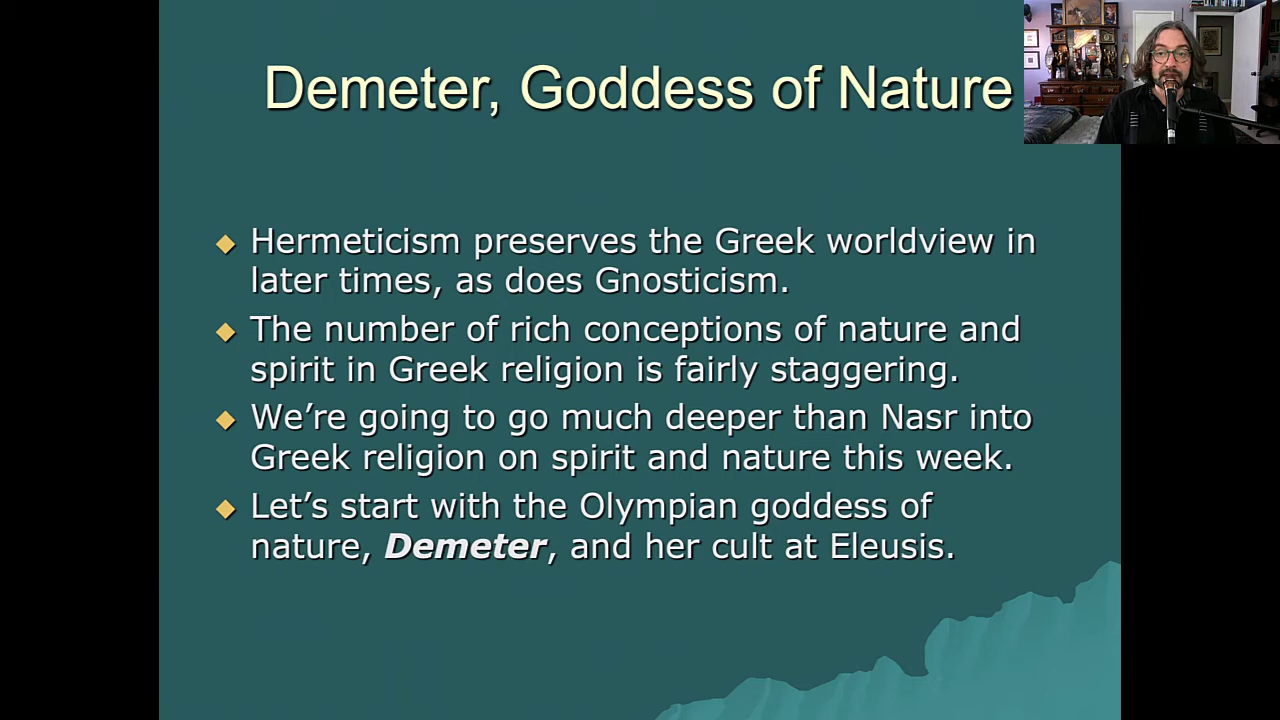 Demeter, Goddess of Nature
Hermeticism preserves the Greek worldview in
later times, as does Gnosticism.
The number of rich conceptions of nature and
spirit in Greek religion is fairly staggering.
We’re going to go much deeper than Nasr into
Greek religion on spirit and nature this week.
Let’s start with the Olympian goddess of
nature, Demeter, and her cult at Eleusis.